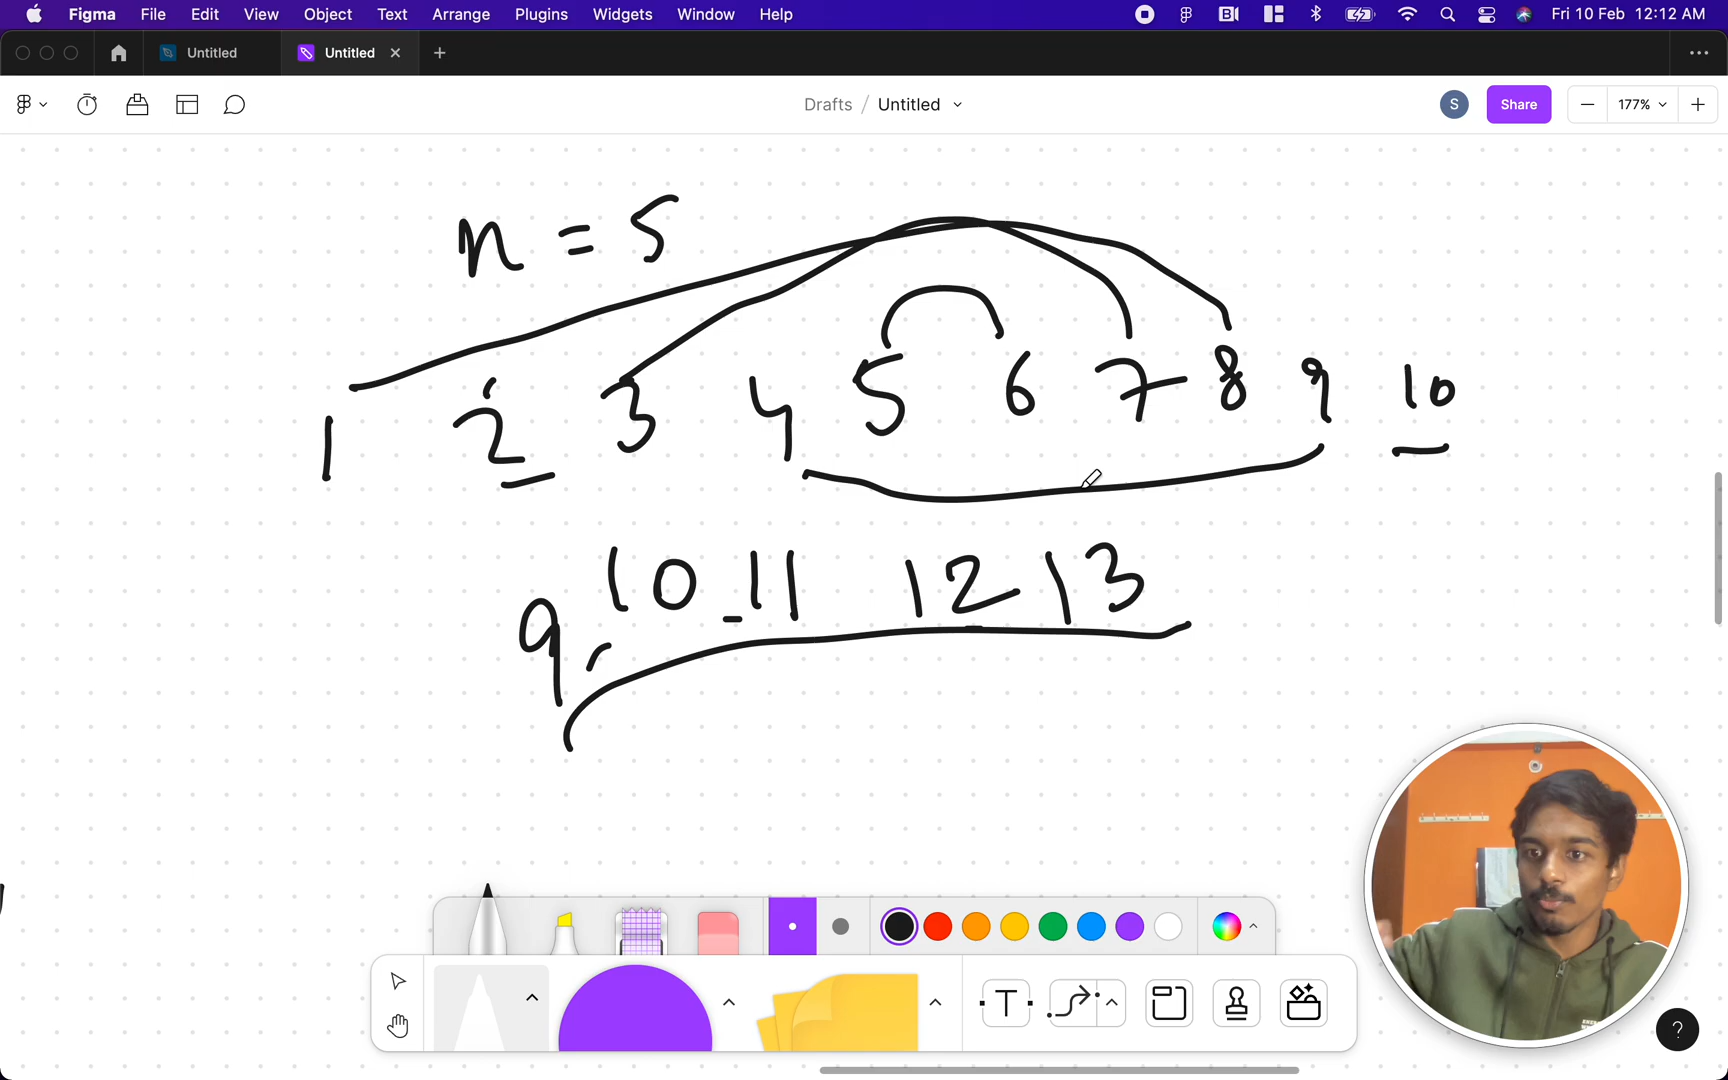 Figma File Edit View Object Text Arrange Plugins Widgets Window Help Fri 10 Feb 12:12 AM
Untitled Untitled
Drafts / Untitled S Share 177%
n = 5
1 2 3 4 5 6 7 8 9 10
9, 10 11 12 13
T
?